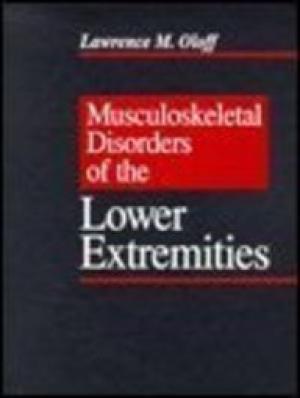 Lawrence M. Oloff
Musculoskeletal
Disorders
of the
Lower
Extremities